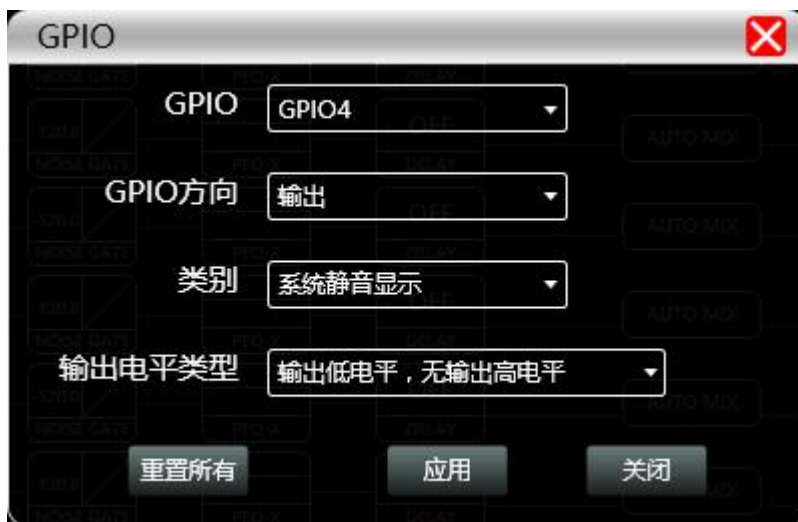 GPIO
GPIO GPIO4
GPIO方向 输出
类别 系统静音显示
输出电平类型 输出低电平，无输出高电平
重置所有 应用 关闭